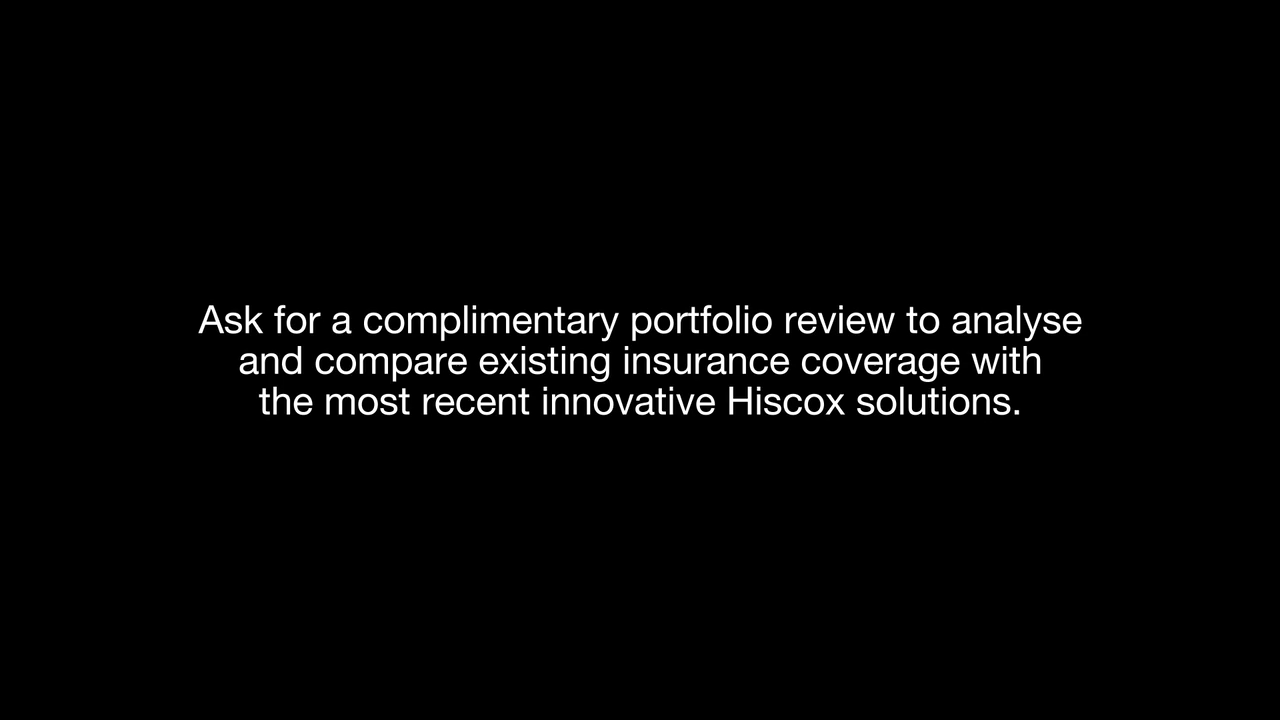 Ask for a complimentary portfolio review to analyse
and compare existing insurance coverage with
the most recent innovative Hiscox solutions.